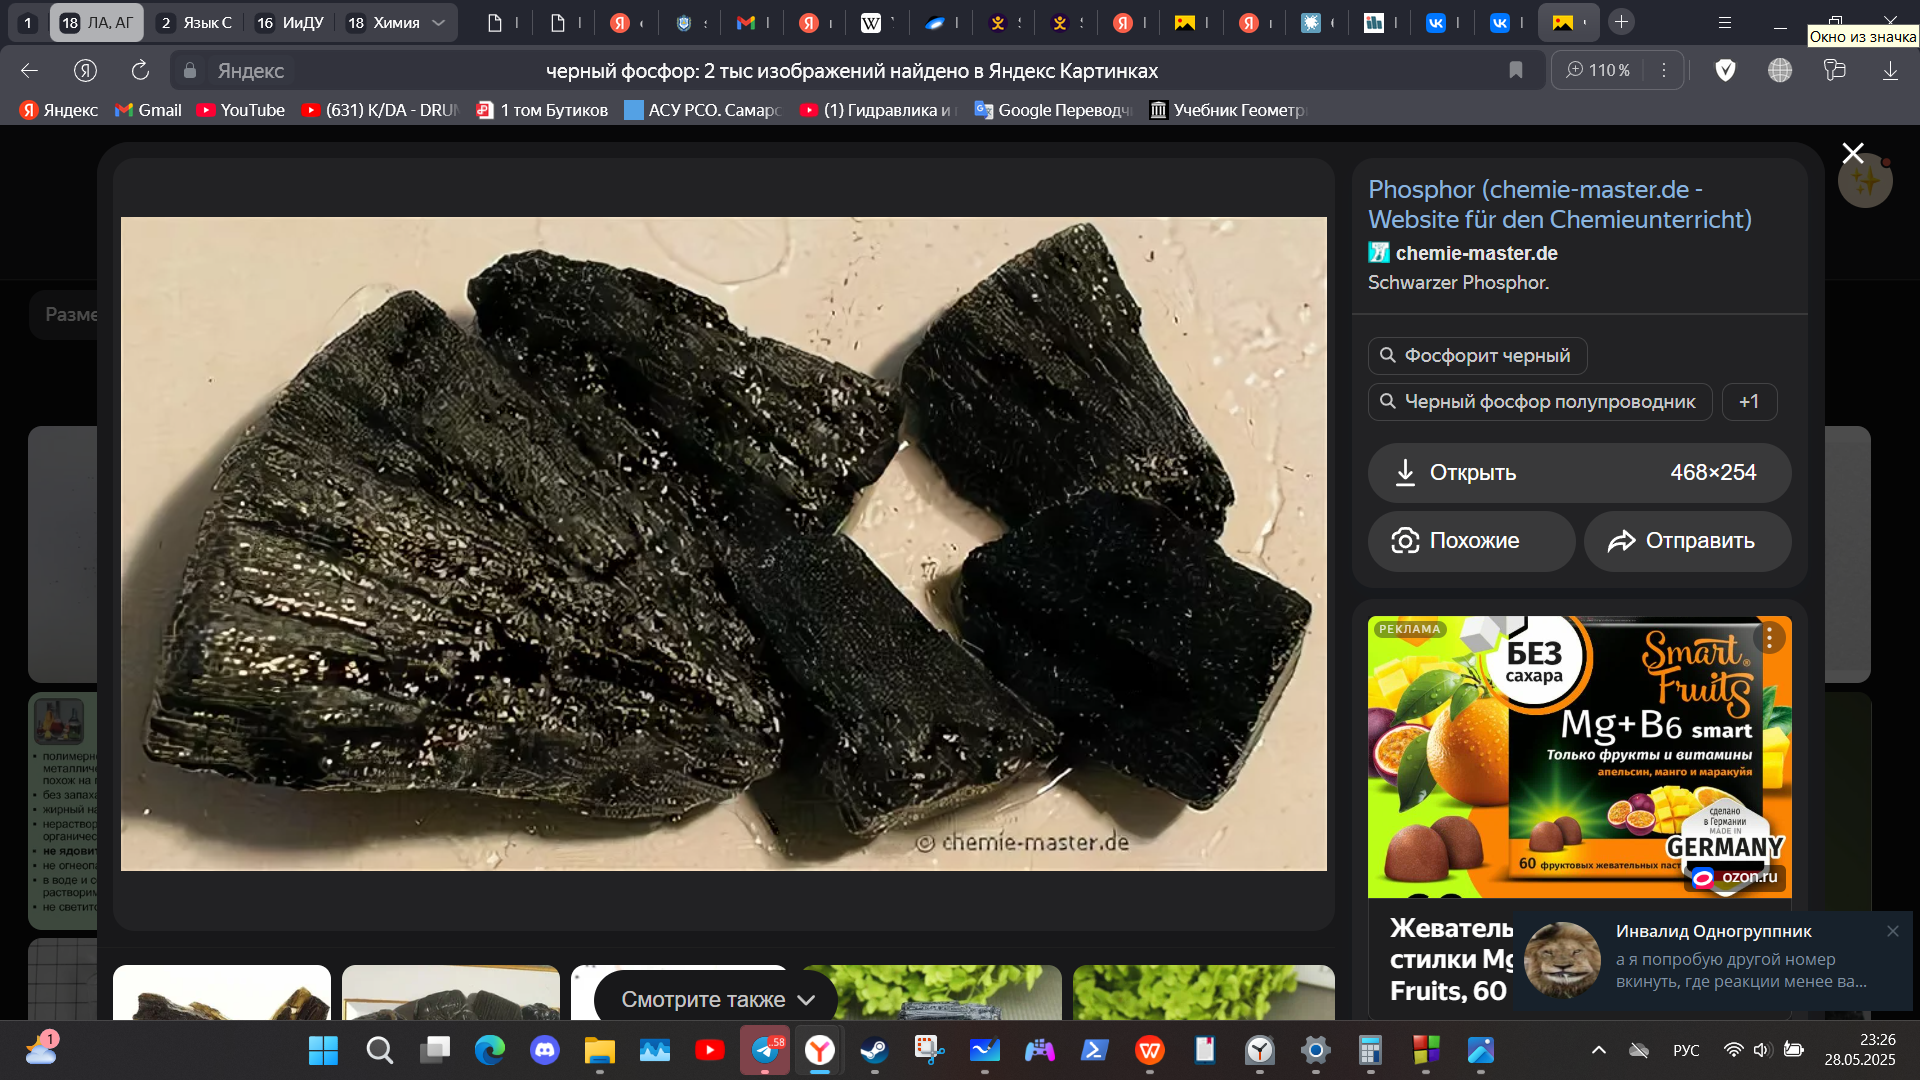 1
18 ЛА, АГ
2 Язык С
16 ИиДУ
18 Химия
Окно из значка
Яндекс
черный фосфор: 2 тыс изображений найдено в Яндекс Картинках
110 %
Яндекс
Gmail
YouTube
(631) K/DA - DRU
1 том Бутиков
АСУ РСО. Самарс
(1) Гидравлика и
Google Переводч
Учебник Геометр
Разме
Phosphor (chemie-master.de -
Website für den Chemieunterricht)
chemie-master.de
Schwarzer Phosphor.
Фосфорит черный
Черный фосфор полупроводник
+1
Открыть 468×254
Похожие
Отправить
© chemie-master.de
РЕКЛАМА
БЕЗ
сахара
Smart
Fruits
Mg+B6 smart
Только фрукты и витамины
апельсин, манго и маракуйя
сделано
в Германии
MADE IN
GERMANY
60 фруктовых жевательных паст
ozon.ru
Жеватель
стилки Mg
Fruits, 60
Инвалид Одногруппник
а я попробую другой номер
вкинуть, где реакции менее ва...
• полимерн
металличе
похож на
• без запаха
• жирный на
• нераствор
органичес
• не ядовит
• не огнеопа
• в воде и с
растворим
• не светитс
Смотрите также
1
..58
РУС
23:26
28.05.2025